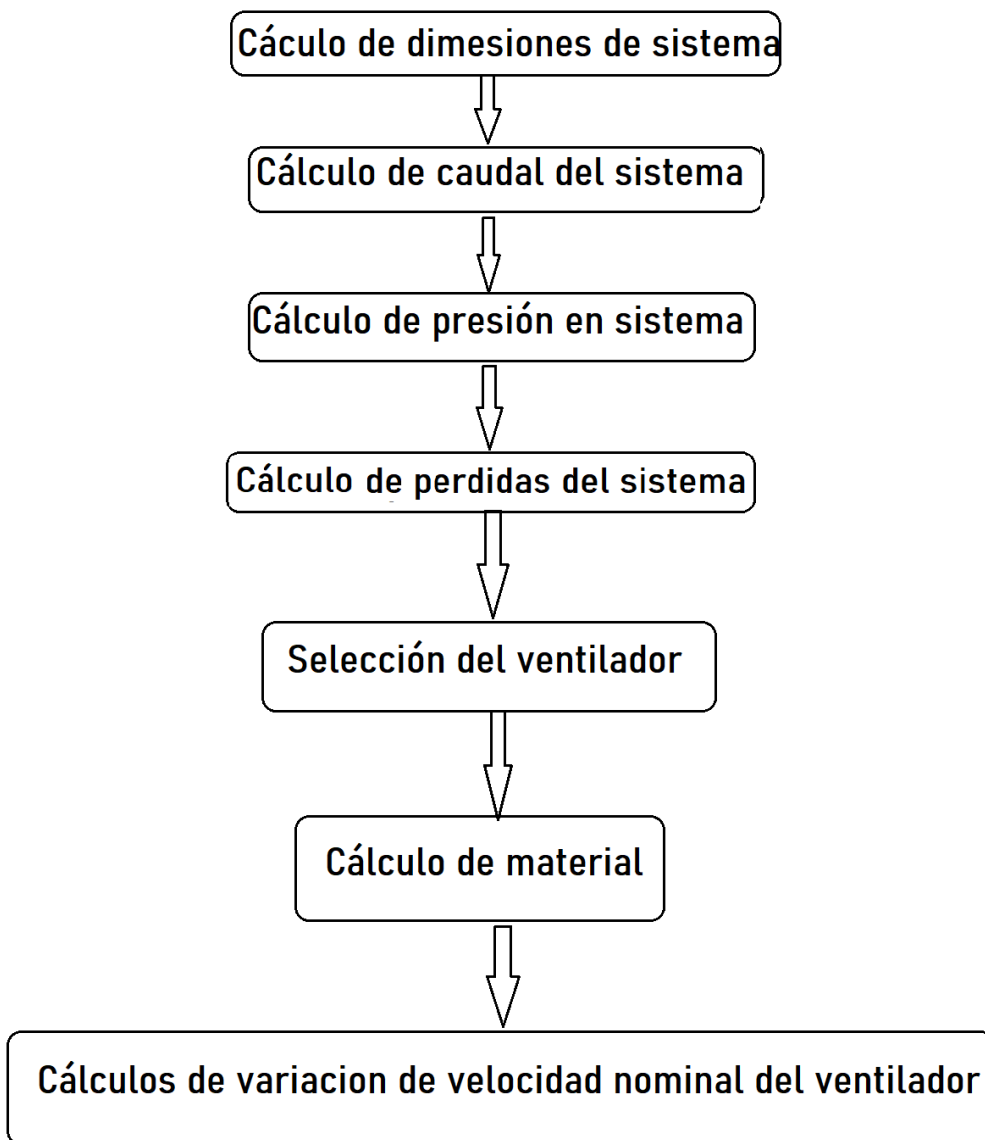 Cáculo de dimesiones de sistema
Cálculo de caudal del sistema
Cálculo de presión en sistema
Cálculo de perdidas del sistema
Selección del ventilador
Cálculo de material
Cálculos de variacion de velocidad nominal del ventilador